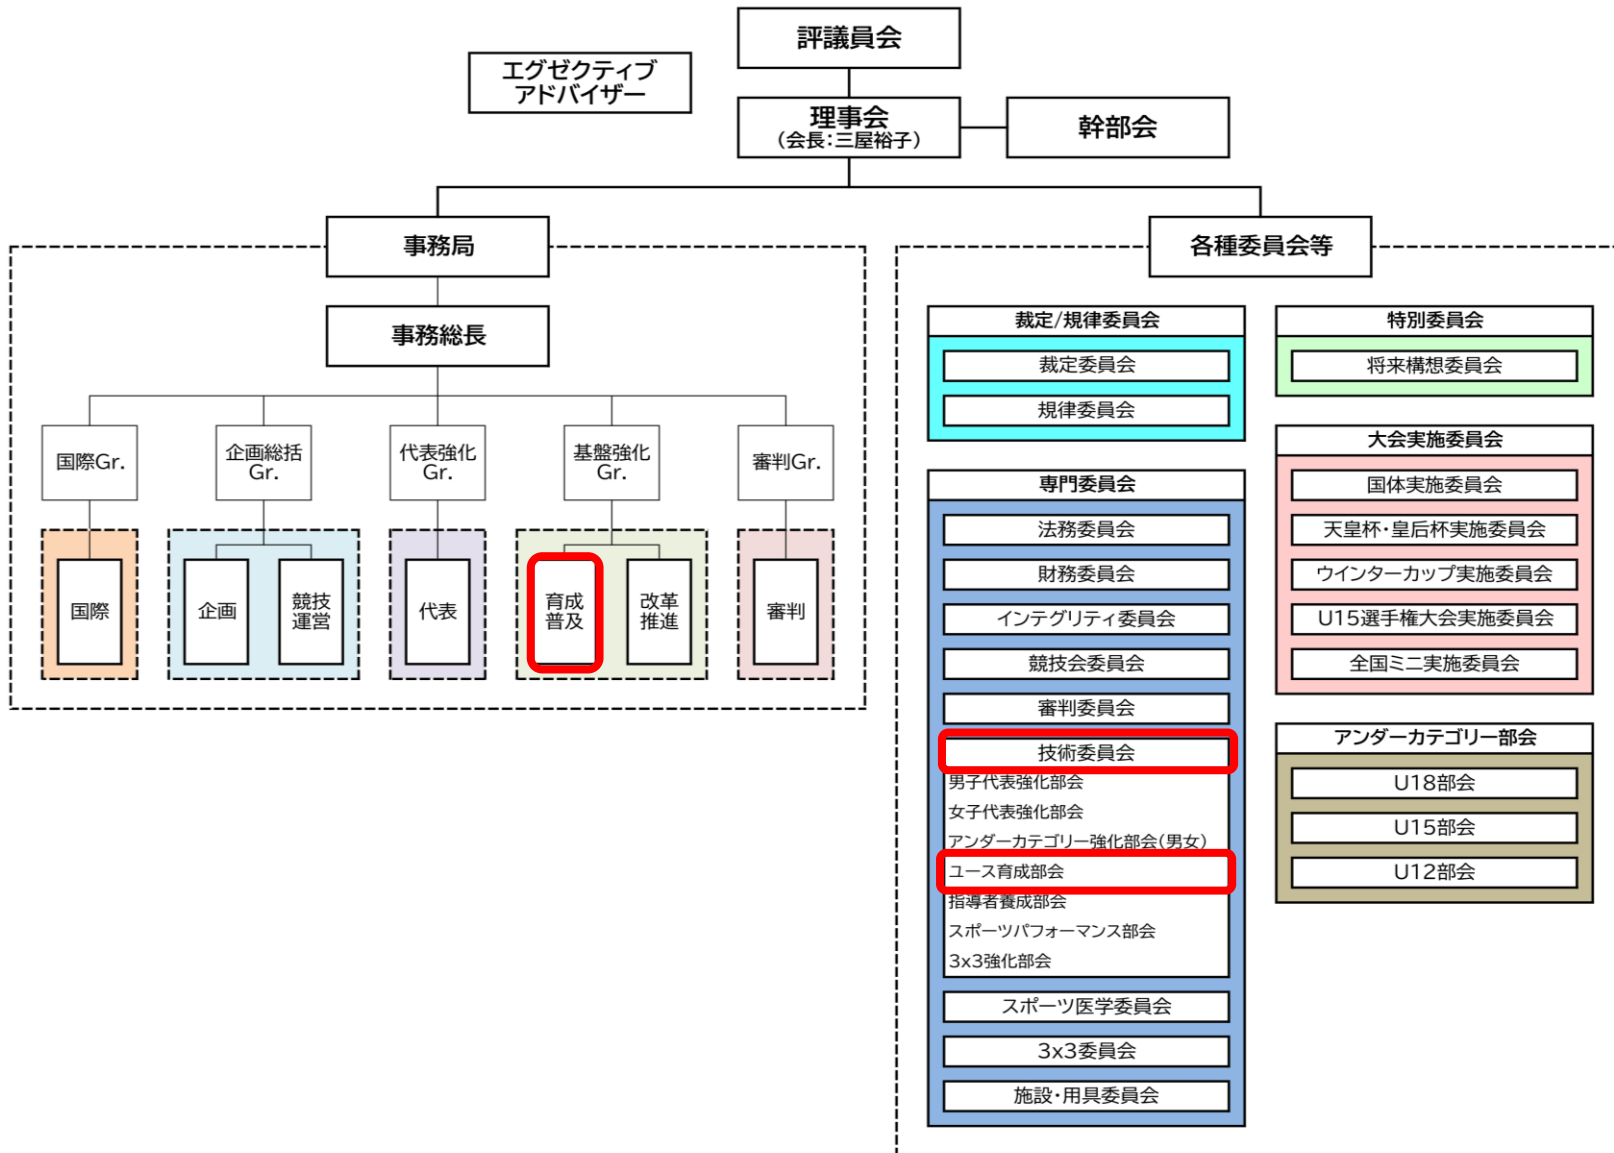 評議員会
エグゼクティブ
アドバイザー
理事会
(会長:三屋裕子)
幹部会
事務局
各種委員会等
事務総長
国際Gr.
企画総括
Gr.
代表強化
Gr.
基盤強化
Gr.
審判Gr.
国際
企画
競技
運営
代表
育成
普及
改革
推進
審判
裁定/規律委員会
裁定委員会
規律委員会
専門委員会
法務委員会
財務委員会
インテグリティ委員会
競技会委員会
審判委員会
技術委員会
男子代表強化部会
女子代表強化部会
アンダーカテゴリー強化部会(男女)
ユース育成部会
指導者養成部会
スポーツパフォーマンス部会
3x3強化部会
スポーツ医学委員会
3x3委員会
施設・用具委員会
特別委員会
将来構想委員会
大会実施委員会
国体実施委員会
天皇杯・皇后杯実施委員会
ウインターカップ実施委員会
U15選手権大会実施委員会
全国ミニ実施委員会
アンダーカテゴリー部会
U18部会
U15部会
U12部会